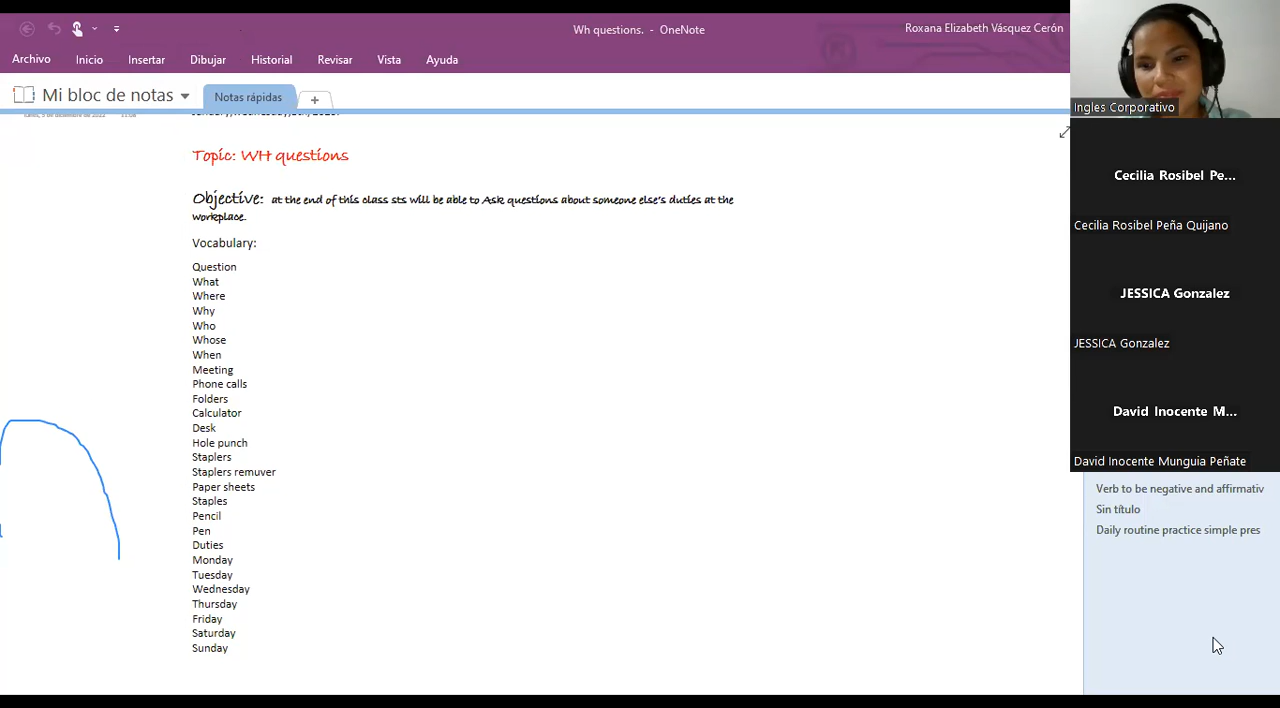 Wh questions. - OneNote
Roxana Elizabeth Vásquez Cerón
Archivo
Inicio
Insertar
Dibujar
Historial
Revisar
Vista
Ayuda
Mi bloc de notas
Notas rápidas
+
Topic: WH questions
Objective: at the end of this class sts will be able to Ask questions about someone else's duties at the
workplace.
Vocabulary:
Question
What
Where
Why
Who
Whose
When
Meeting
Phone calls
Folders
Calculator
Desk
Hole punch
Staplers
Staplers remuver
Paper sheets
Staples
Pencil
Pen
Duties
Monday
Tuesday
Wednesday
Thursday
Friday
Saturday
Sunday
Ingles Corporativo
Cecilia Rosibel Pe...
Cecilia Rosibel Peña Quijano
JESSICA Gonzalez
JESSICA Gonzalez
David Inocente M...
David Inocente Munguia Peñate
Verb to be negative and affirmativ
Sin título
Daily routine practice simple pres